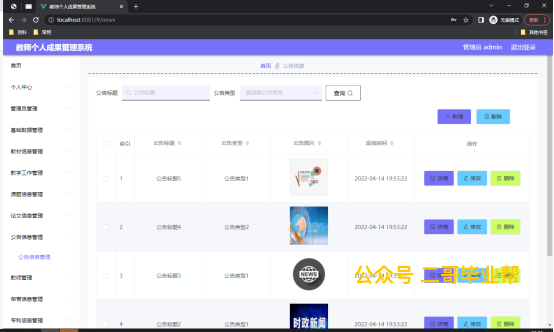 教师个人成果管理系统
localhost:8081/#/news
无痕模式
更新
资料 常用 其他书签
教师个人成果管理系统 管理员 admin 退出登录
首页
个人中心
管理员管理
基础数据管理
教材信息管理
教学工作管理
课题信息管理
论文信息管理
公告信息管理
公告信息管理
教师管理
荣誉信息管理
专利信息管理
首页 公告信息
公告标题 公告标题 公告类型 请选择公告类型 查询
+ 新增 删除
索引 公告标题 公告类型 公告图片 添加时间 操作
1 公告标题5 公告类型1 2022-04-14 19:53:22 详情 修改 删除
2 公告标题4 公告类型2 2022-04-14 19:53:22 详情 修改 删除
3 公告标题3 公告类型1 NEWS
公众号 二哥毕业帮
4 公告标题2 公告类型1 时政新闻 2022-04-14 19:53:22 详情 修改 删除